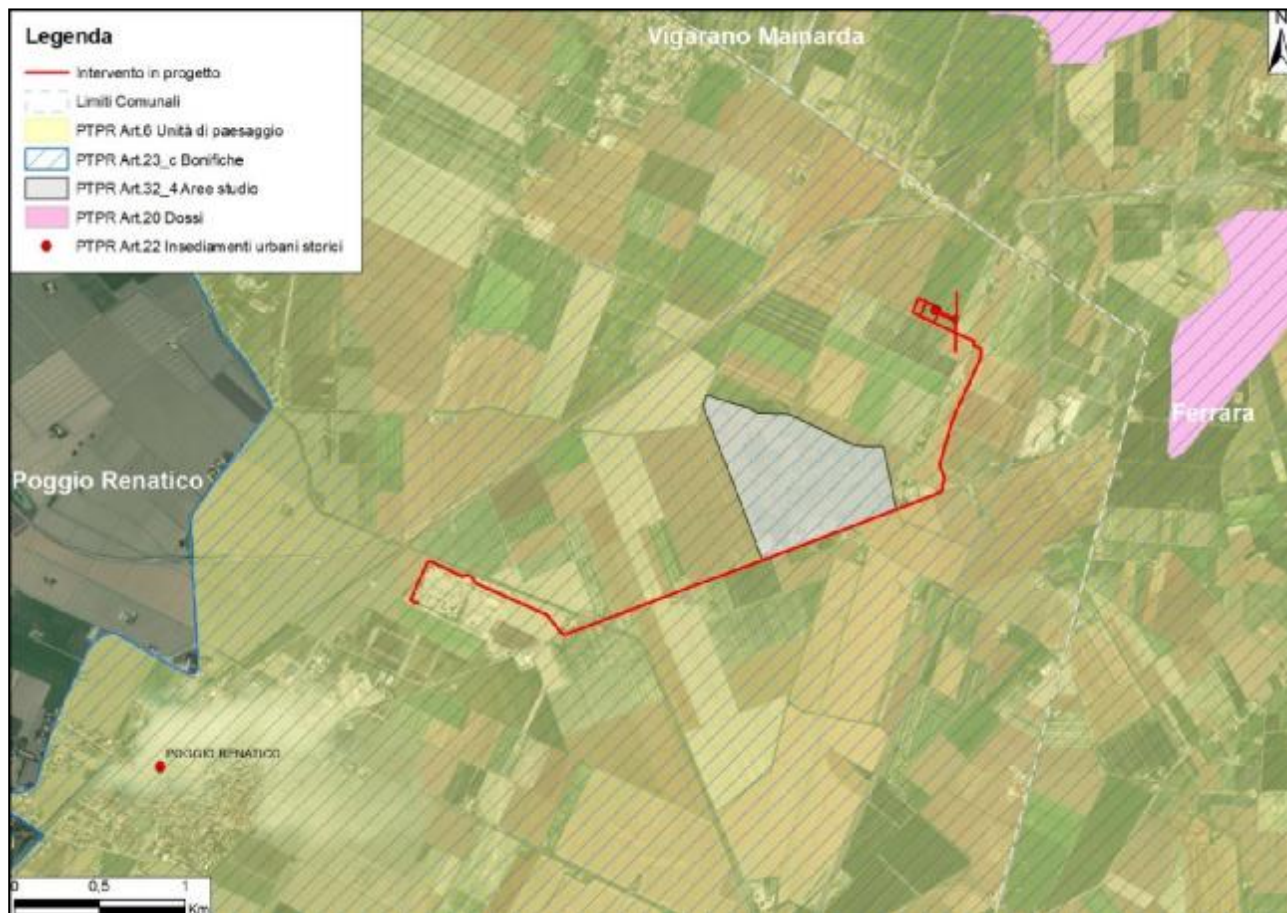 Legenda
Intervento in progetto
Limiti Comunali
PTPR Art.6 Unità di paesaggio
PTPR Art.23_c Bonifiche
PTPR Art.32_4 Aree studio
PTPR Art.20 Dossi
PTPR Art.22 Insediamenti urbani storici
Vigarano Mainarda
N
Ferrara
Poggio Renatico
POGGIO RENATICO
0 0,5 1
Km